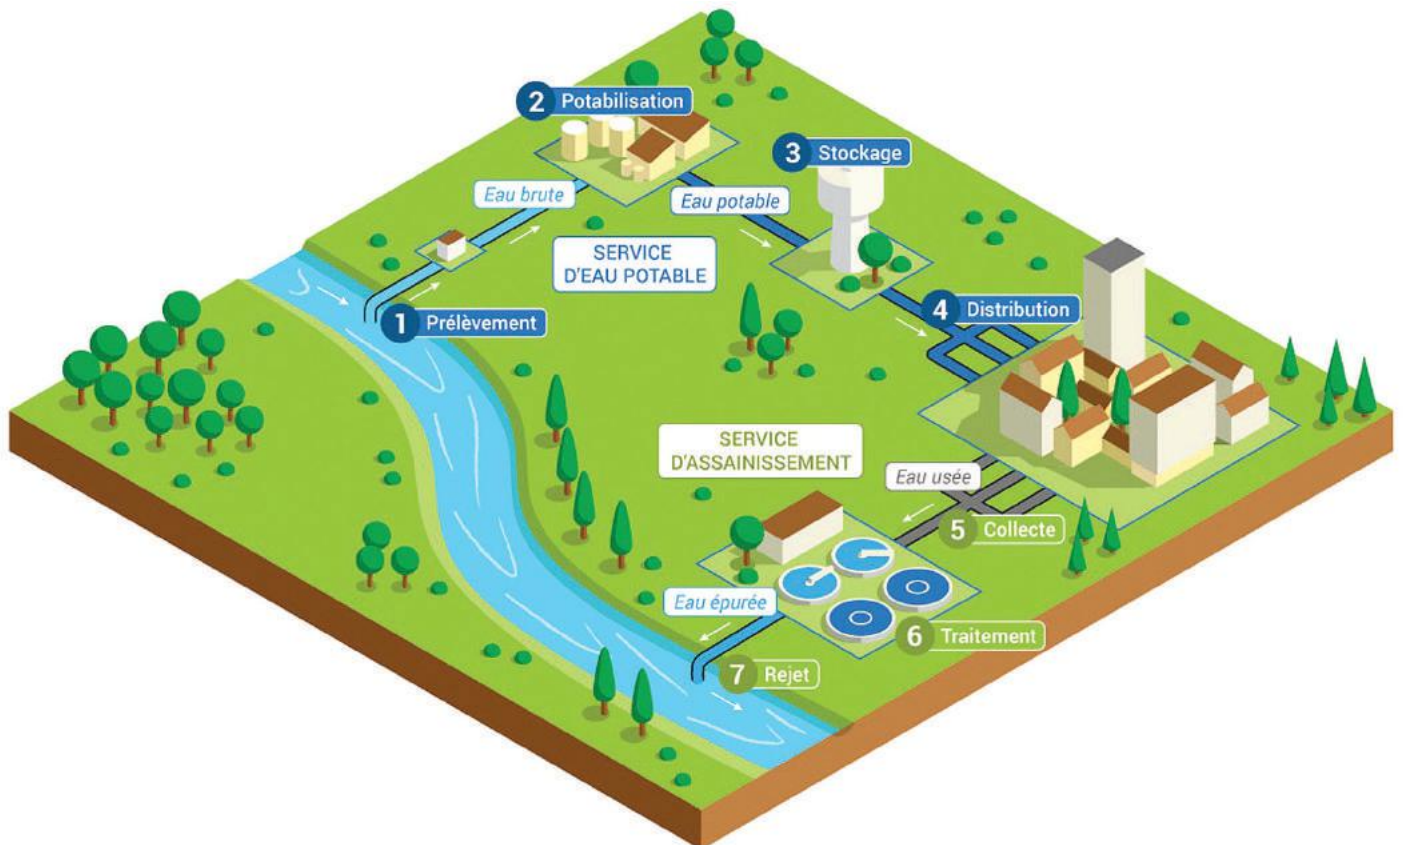 2 Potabilisation
3 Stockage
Eau brute
Eau potable
SERVICE
D'EAU POTABLE
1 Prélèvement
4 Distribution
SERVICE
D'ASSAINISSEMENT
Eau usée
5 Collecte
Eau épurée
6 Traitement
7 Rejet